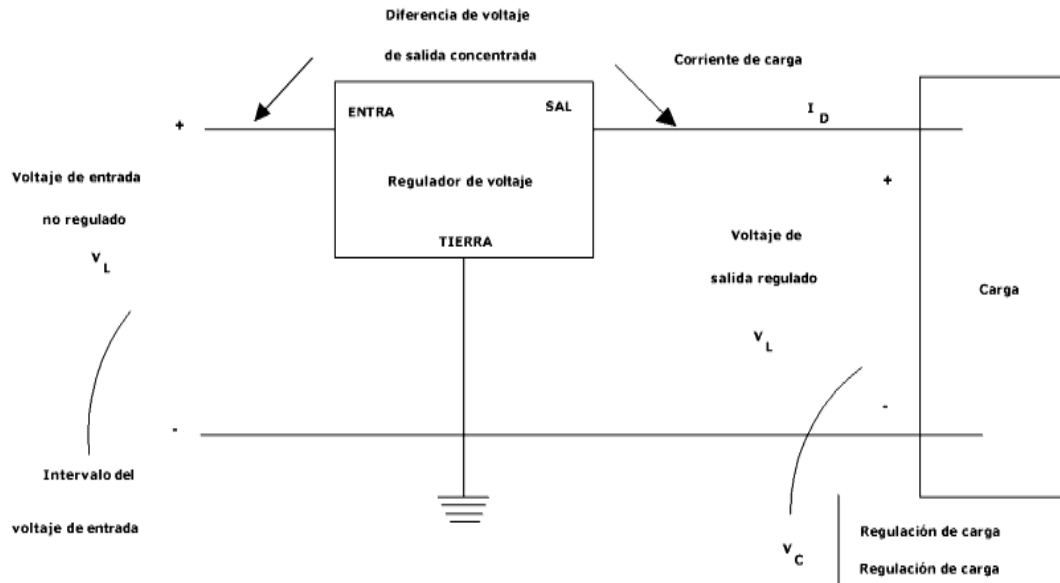 Diferencia de voltaje
de salida concentrada
Corriente de carga
ENTRA
SAL
I D
+
Voltaje de entrada
no regulado
V L
Regulador de voltaje
TIERRA
+
Voltaje de
salida regulado
V L
Carga
-
-
Intervalo del
voltaje de entrada
V C
Regulación de carga
Regulación de carga